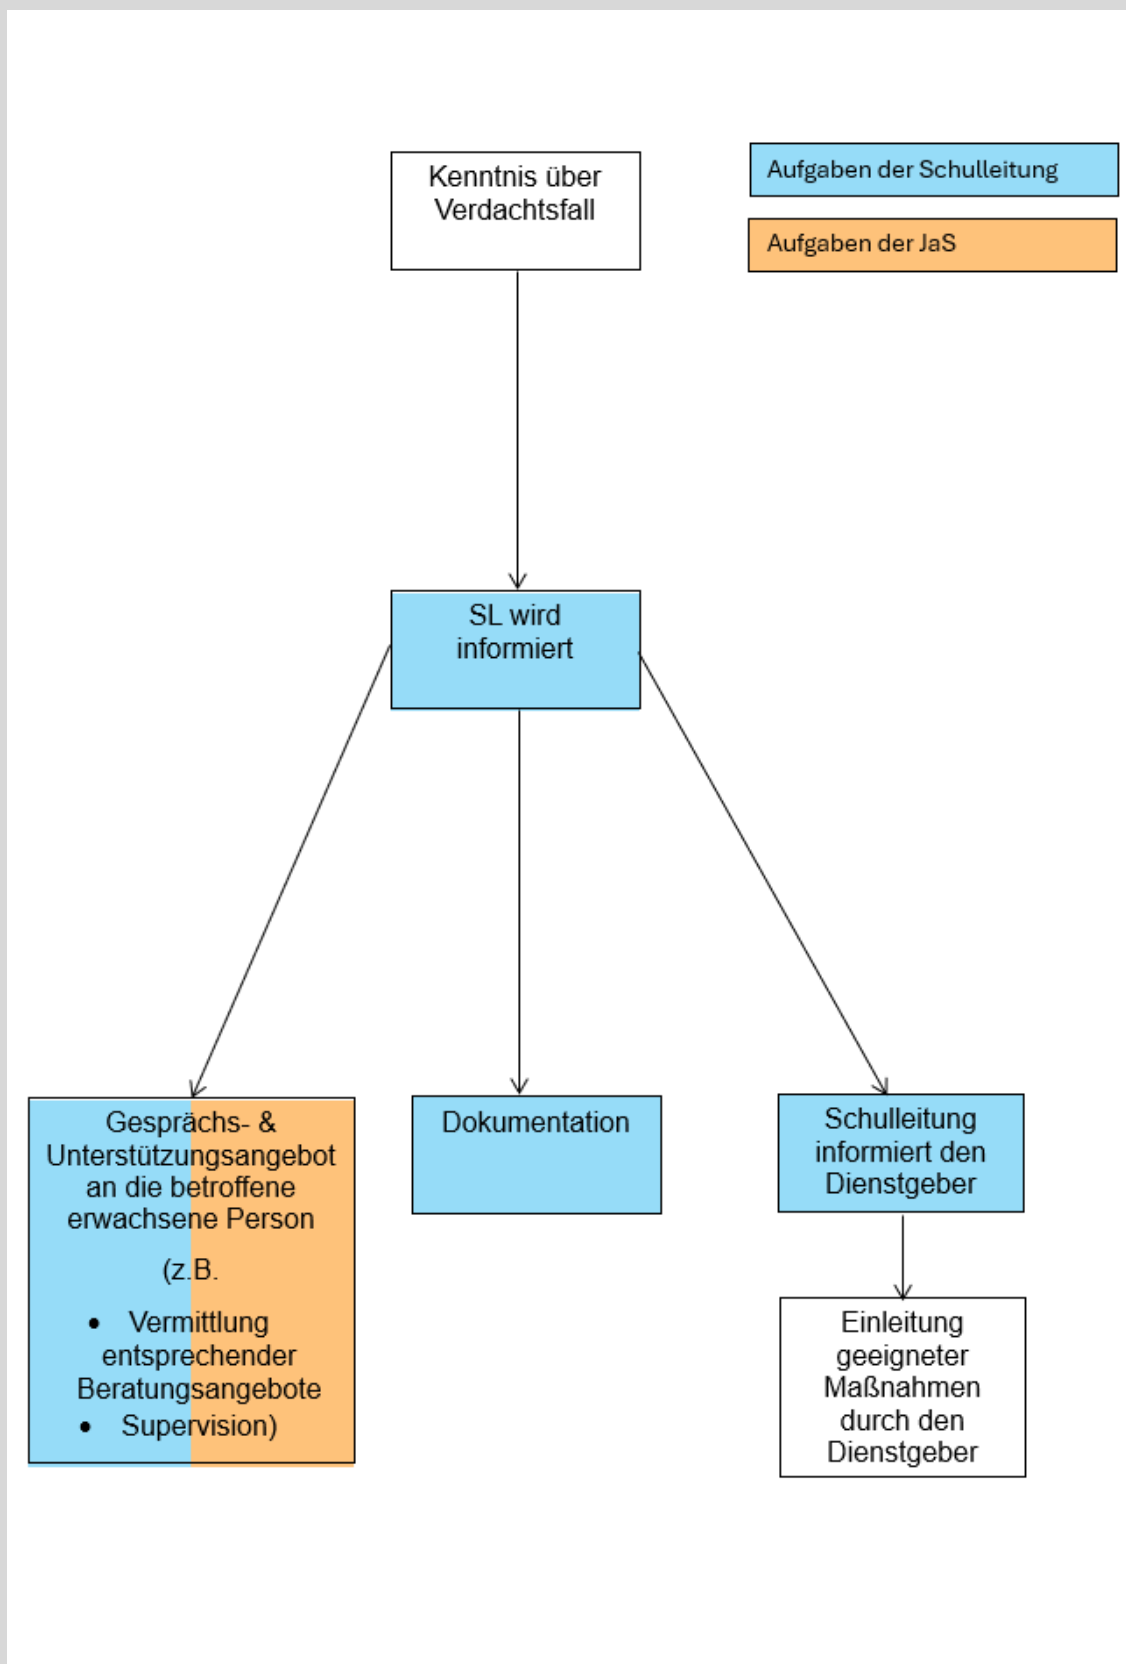 Kenntnis über
Verdachtsfall
Aufgaben der Schulleitung
Aufgaben der JaS
SL wird
informiert
Gesprächs- &
Unterstützungsangebot
an die betroffene
erwachsene Person
(z.B.
• Vermittlung
entsprechender
Beratungsangebote
• Supervision)
Dokumentation
Schulleitung
informiert den
Dienstgeber
Einleitung
geeigneter
Maßnahmen
durch den
Dienstgeber